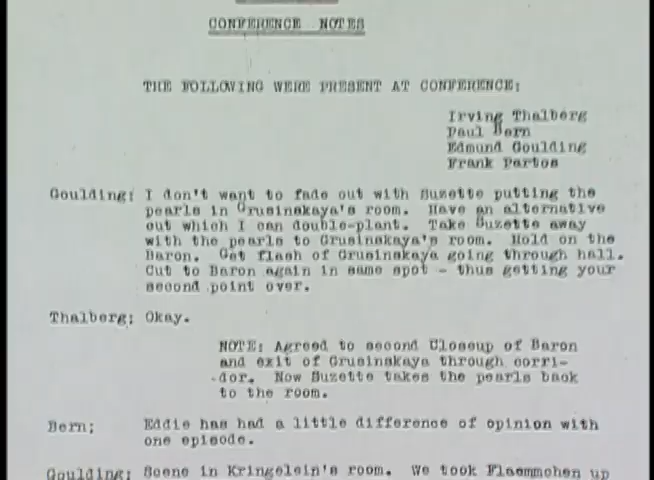 CONFERENCE NOTES
THE FOLLOWING WERE PRESENT AT CONFERENCE:
Irving Thalberg
Paul Bern
Edmund Goulding
Frank Partos
Goulding: I don't want to fade out with Suzette putting the
pearls in Grusinskaya's room. Have an alternative
out which I can double-plant. Take Suzette away
with the pearls to Grusinskaya's room. Hold on the
Baron. Get flash of Grusinskaya going through hall.
Cut to Baron again in same spot - thus getting your
second point over.
Thalberg: Okay.
NOTE: Agreed to second Closeup of Baron
and exit of Grusinskaya through corri-
dor. Now Suzette takes the pearls back
to the room.
Bern; Eddie has had a little difference of opinion with
one episode.
Goulding: Scene in Kringelein's room. We took Flaemmchen up